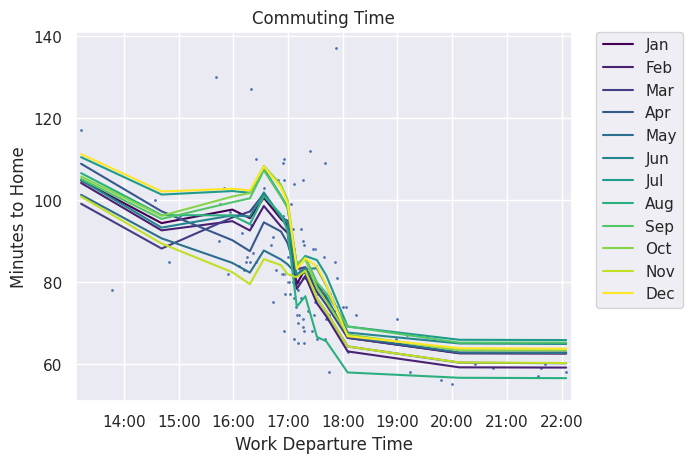 Commuting Time
Minutes to Home
140
120
100
80
60
14:00 15:00 16:00 17:00 18:00 19:00 20:00 21:00 22:00
Work Departure Time
Jan
Feb
Mar
Apr
May
Jun
Jul
Aug
Sep
Oct
Nov
Dec